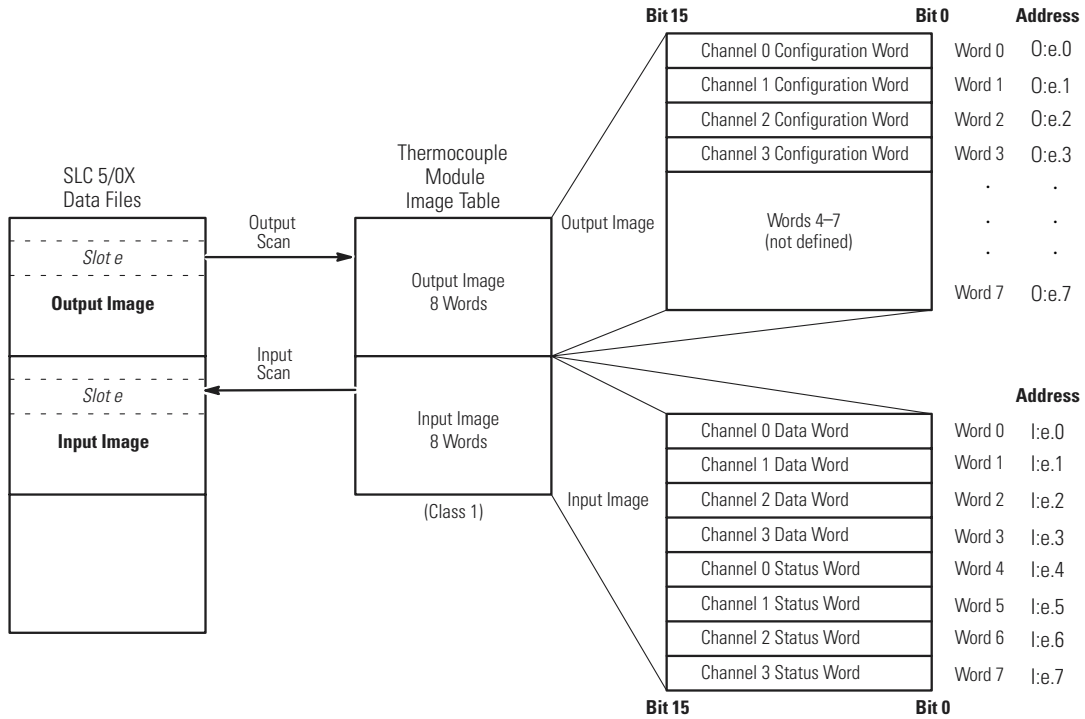 SLC 5/0X
Data Files
Slot e
Output Image
Slot e
Input Image
Output
Scan
Input
Scan
Thermocouple
Module
Image Table
Output Image
8 Words
Input Image
8 Words
(Class 1)
Output Image
Bit 15 Bit 0 Address
Channel 0 Configuration Word Word 0 O:e.0
Channel 1 Configuration Word Word 1 O:e.1
Channel 2 Configuration Word Word 2 O:e.2
Channel 3 Configuration Word Word 3 O:e.3
. .
. .
. .
Words 4–7
(not defined)
Word 7 O:e.7
Input Image
Address
Channel 0 Data Word Word 0 I:e.0
Channel 1 Data Word Word 1 I:e.1
Channel 2 Data Word Word 2 I:e.2
Channel 3 Data Word Word 3 I:e.3
Channel 0 Status Word Word 4 I:e.4
Channel 1 Status Word Word 5 I:e.5
Channel 2 Status Word Word 6 I:e.6
Channel 3 Status Word Word 7 I:e.7
Bit 15 Bit 0